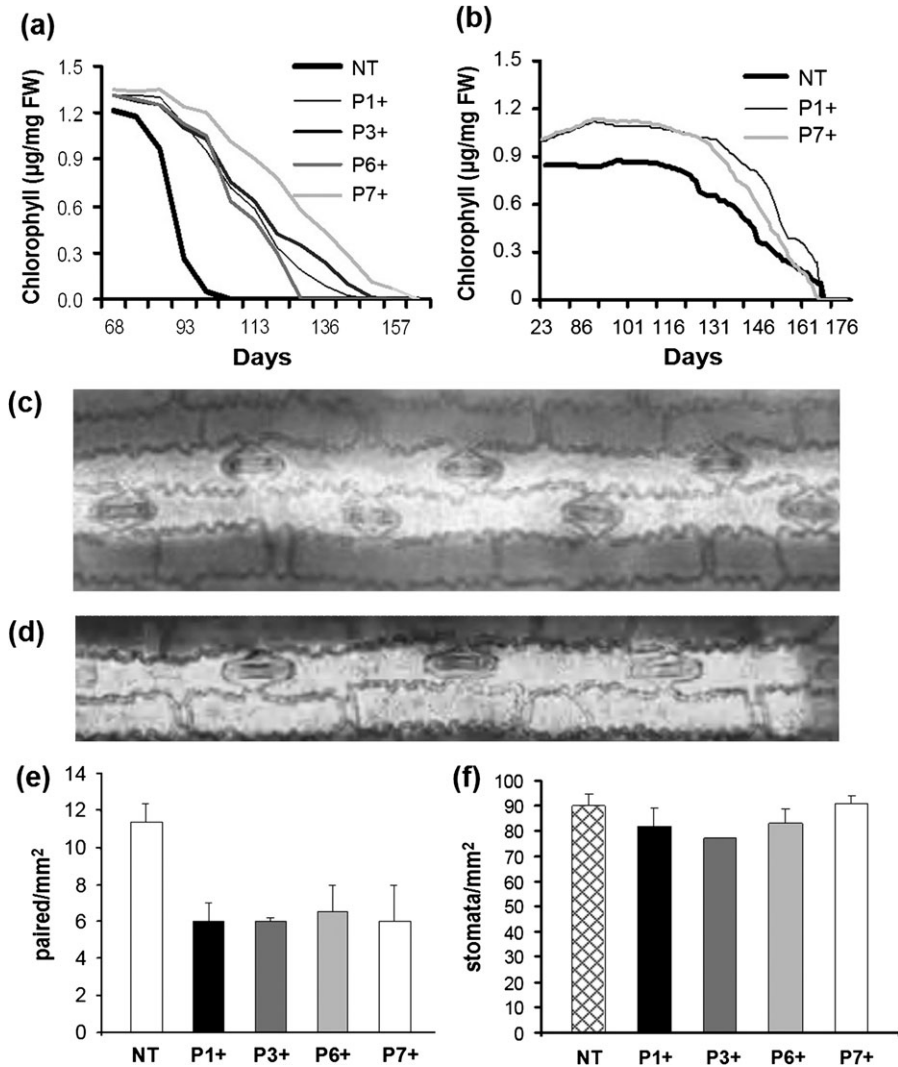 (a)
Chlorophyll (µg/mg FW)
1.5
1.2
0.9
0.6
0.3
0.0
68 93 113 136 157
Days
NT
P1+
P3+
P6+
P7+
(b)
Chlorophyll (µg/mg FW)
1.5
1.2
0.9
0.6
0.3
0
23 86 101 116 131 146 161 176
Days
NT
P1+
P7+
(c)
(d)
(e)
paired/mm²
14
12
10
8
6
4
2
0
NT P1+ P3+ P6+ P7+
(f)
stomata/mm²
100
90
80
70
60
50
40
30
20
10
0
NT P1+ P3+ P6+ P7+